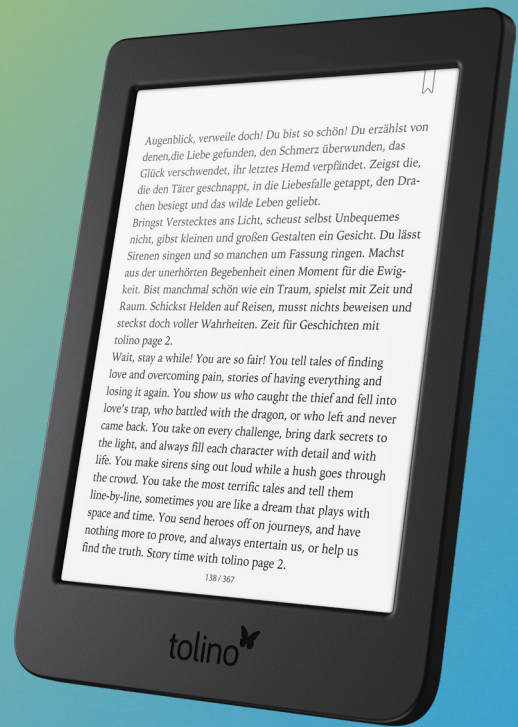 Augenblick, verweile doch! Du bist so schön! Du erzählst von
denen,die Liebe gefunden, den Schmerz überwunden, das
Glück verschwendet, ihr letztes Hemd verpfändet. Zeigst die,
die den Täter geschnappt, in die Liebesfalle getappt, den Dra-
chen besiegt und das wilde Leben geliebt.
Bringst Verstecktes ans Licht, scheust selbst Unbequemes
nicht, gibst kleinen und großen Gestalten ein Gesicht. Du lässt
Sirenen singen und so manchen um Fassung ringen. Machst
aus der unerhörten Begebenheit einen Moment für die Ewig-
keit. Bist manchmal schön wie ein Traum, spielst mit Zeit und
Raum. Schickst Helden auf Reisen, musst nichts beweisen und
steckst doch voller Wahrheiten. Zeit für Geschichten mit
tolino page 2.
Wait, stay a while! You are so fair! You tell tales of finding
love and overcoming pain, stories of having everything and
losing it again. You show us who caught the thief and fell into
love's trap, who battled with the dragon, or who left and never
came back. You take on every challenge, bring dark secrets to
the light, and always fill each character with detail and with
life. You make sirens sing out loud while a hush goes through
the crowd. You take the most terrific tales and tell them
line-by-line, sometimes you are like a dream that plays with
space and time. You send heroes off on journeys, and have
nothing more to prove, and always entertain us, or help us
find the truth. Story time with tolino page 2.
138 / 367
tolino